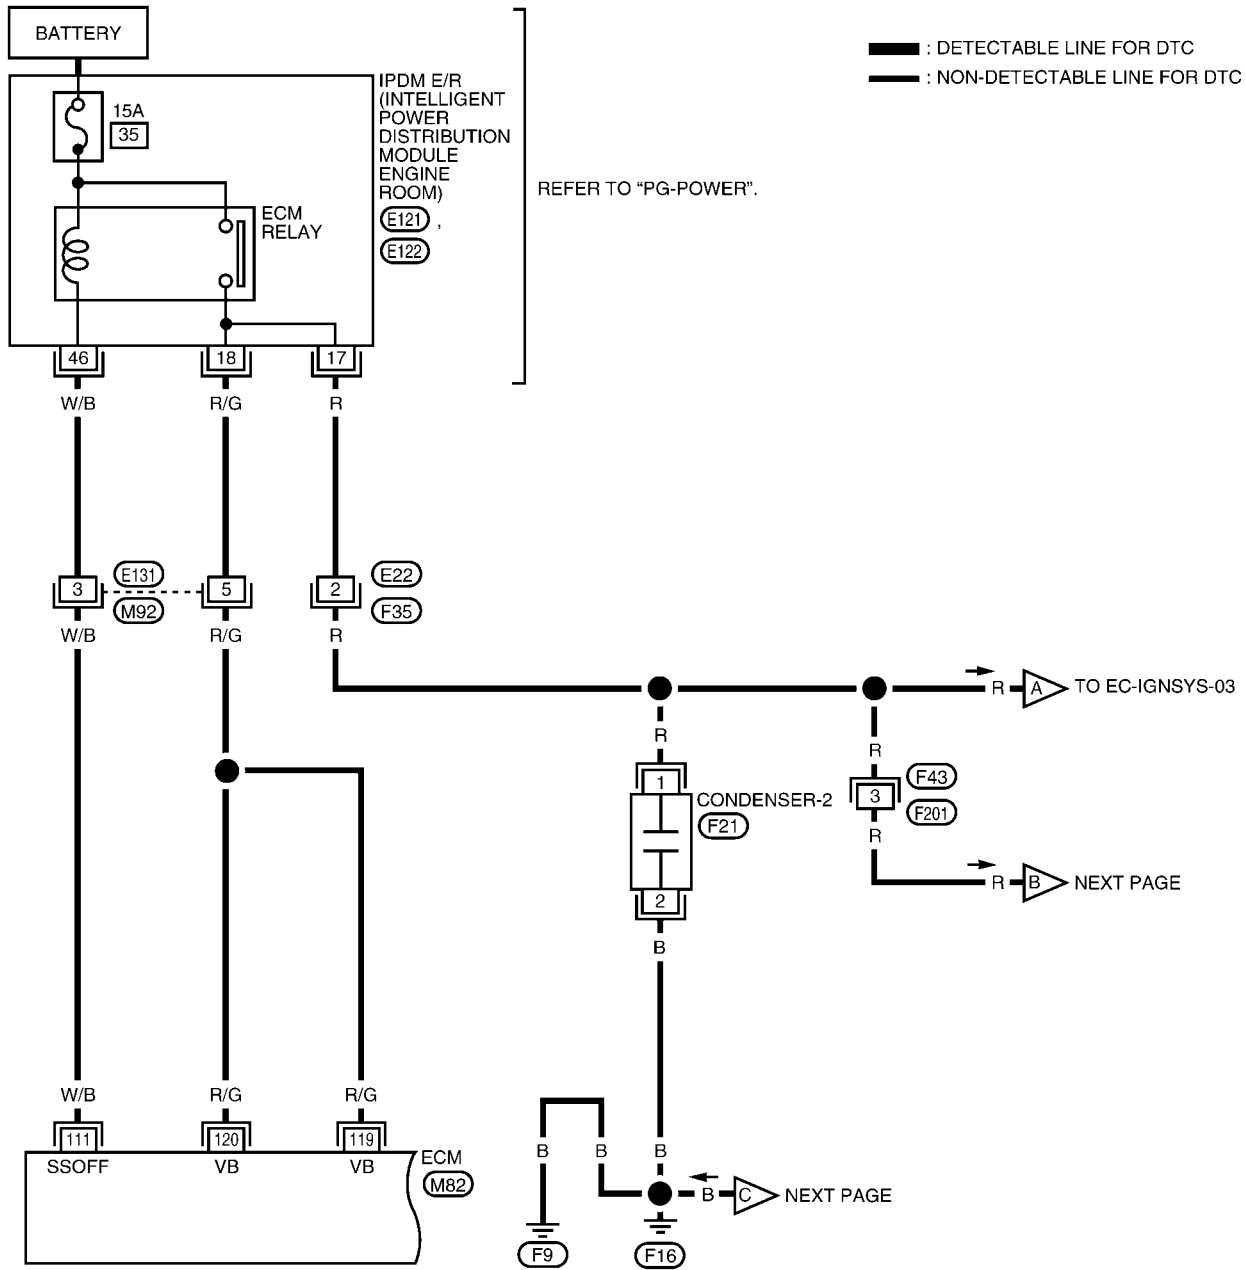 BATTERY
: DETECTABLE LINE FOR DTC
: NON-DETECTABLE LINE FOR DTC
15A
35
IPDM E/R
(INTELLIGENT
POWER
DISTRIBUTION
MODULE
ENGINE
ROOM)
E121 ,
E122
REFER TO “PG-POWER”.
ECM
RELAY
46 18 17
W/B R/G R
3 E131 5 2 E22
M92 F35
W/B R/G R
R A TO EC-IGNSYS-03
R R
1
CONDENSER-2
F21
3 F43
F201
R
R B NEXT PAGE
2
B
W/B R/G R/G
111 120 119
SSOFF VB VB
ECM
M82
B B B
B C NEXT PAGE
F9 F16